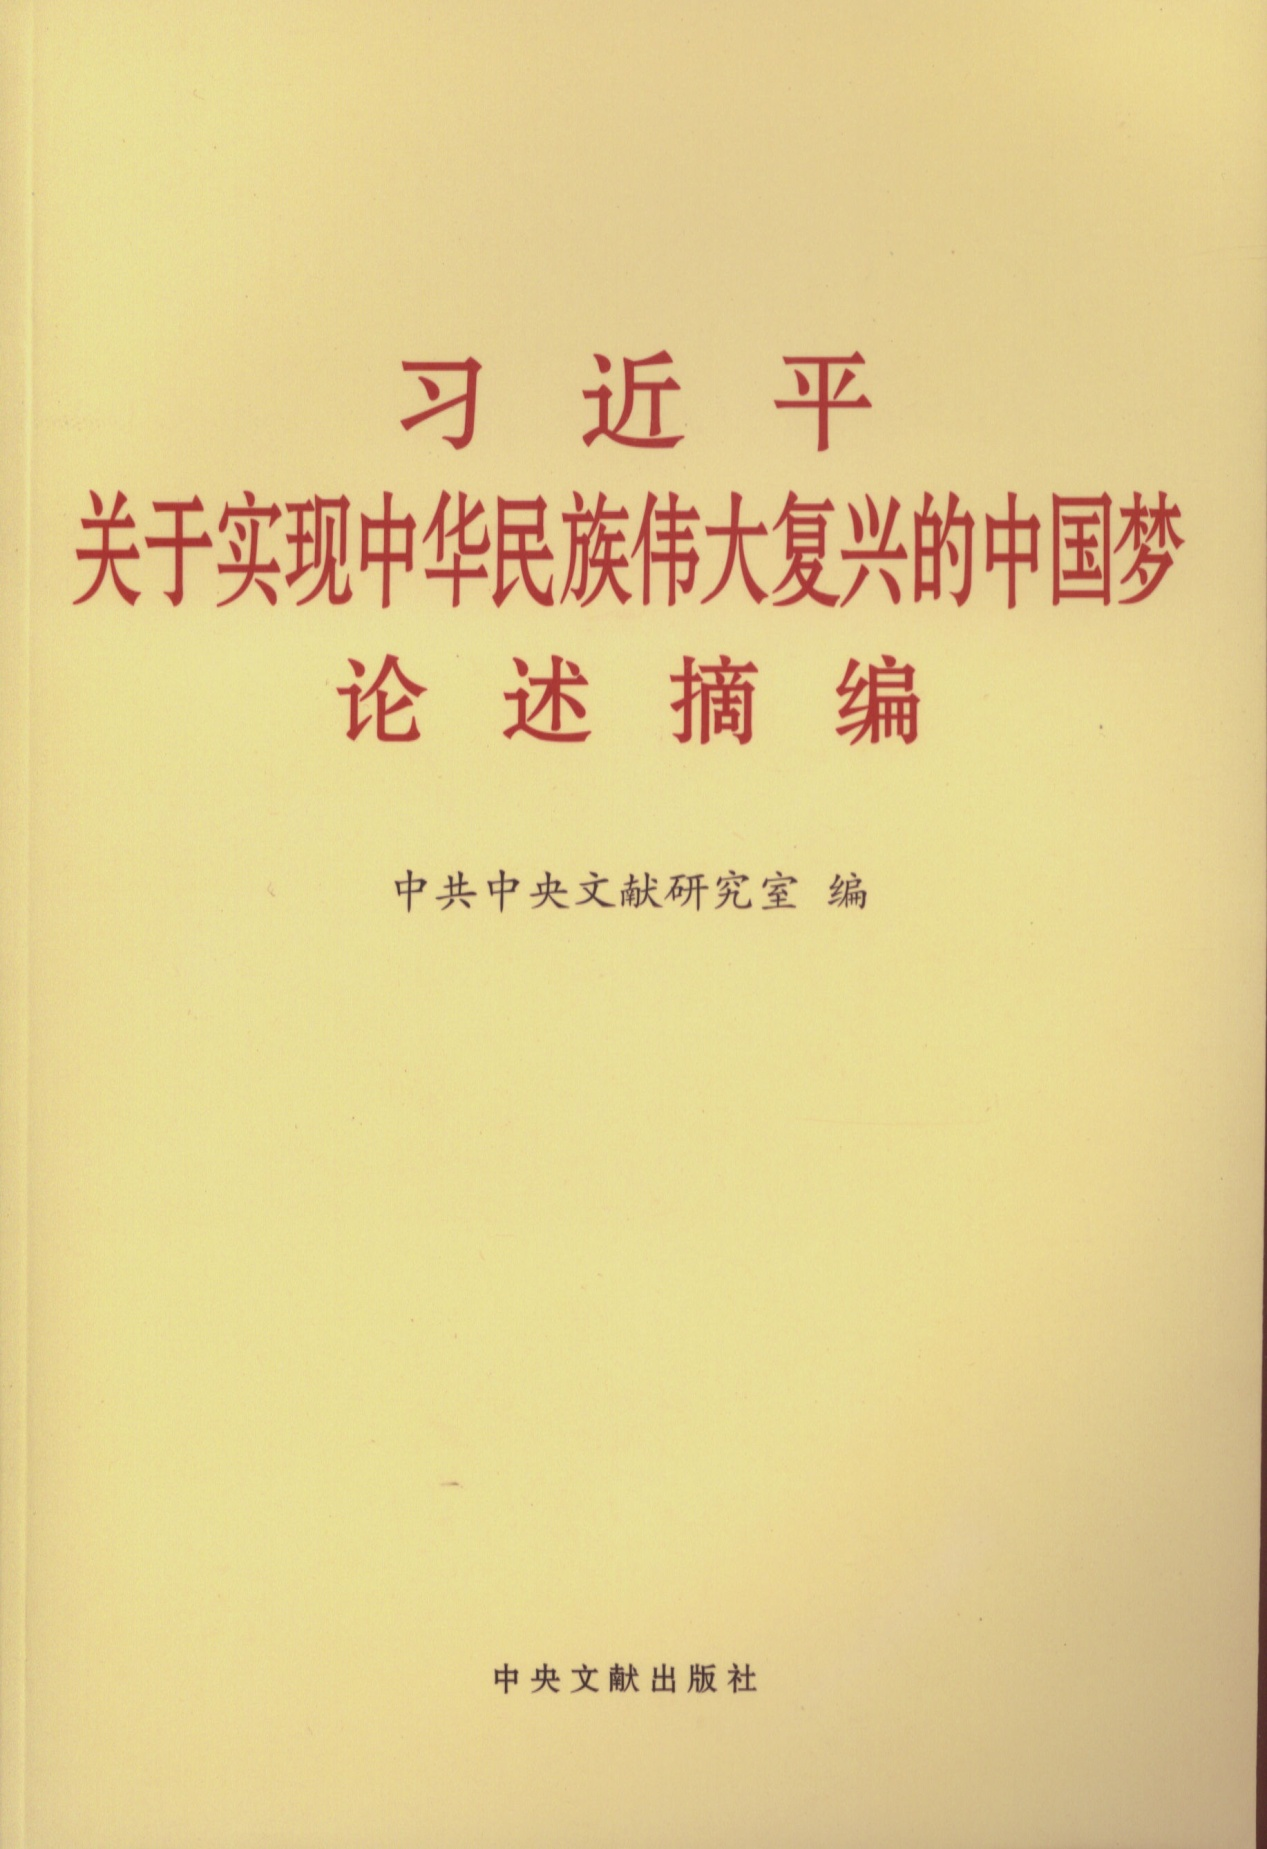 习近平
关于实现中华民族伟大复兴的中国梦
论述摘编
中共中央文献研究室 编
中央文献出版社